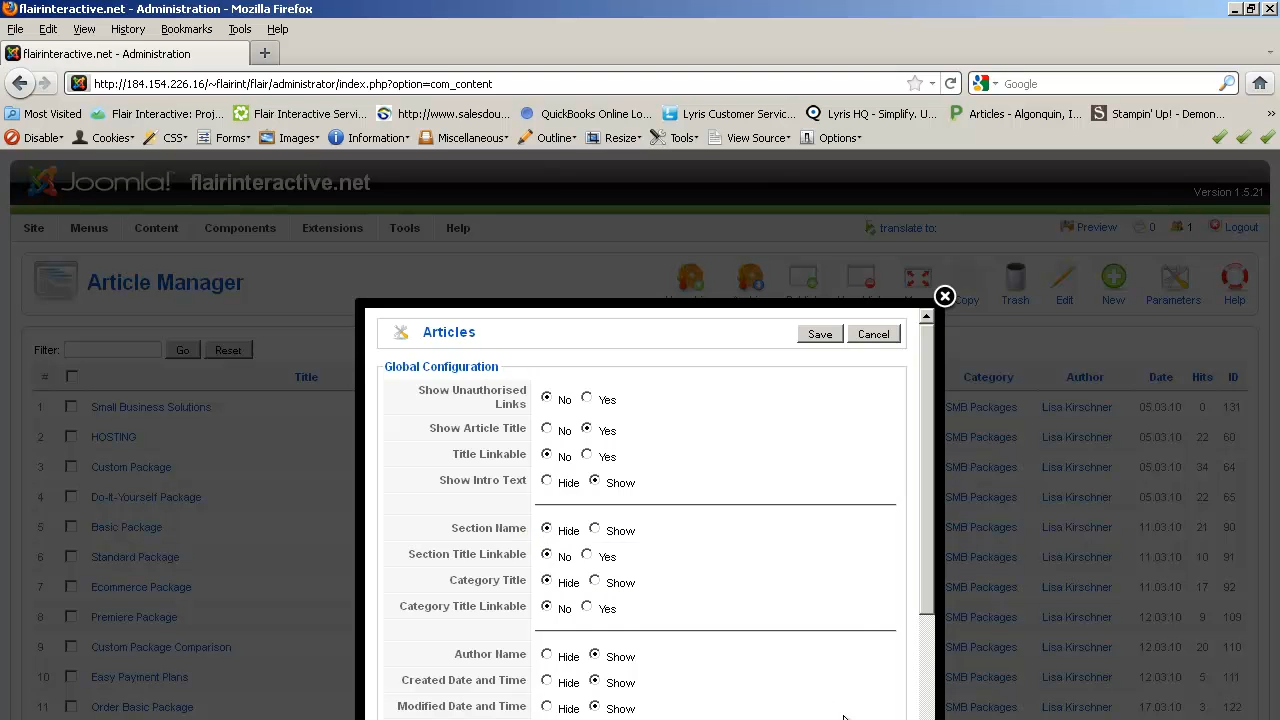 flairinteractive.net - Administration - Mozilla Firefox
File Edit View History Bookmarks Tools Help
flairinteractive.net - Administration
http://184.154.226.16/~flairint/flair/administrator/index.php?option=com_content
Google
Most Visited Flair Interactive: Proj... Flair Interactive Servi... http://www.salesdou... QuickBooks Online Lo... Lyris Customer Servic... Lyris HQ - Simplify. U... Articles - Algonquin, I... Stampin' Up! - Demon...
Disable Cookies CSS Forms Images Information Miscellaneous Outline Resize Tools View Source Options
Joomla! flairinteractive.net
Version 1.5.21
Site Menus Content Components Extensions Tools Help translate to: Preview 0 1 Logout
Article Manager
Copy Trash Edit New Parameters Help
Articles Save Cancel
Filter: Go Reset
Global Configuration
# Title Category Author Date Hits ID
Show Unauthorised Links No Yes
1 Small Business Solutions SMB Packages Lisa Kirschner 05.03.10 0 131
Show Article Title No Yes
2 HOSTING SMB Packages Lisa Kirschner 05.03.10 22 60
Title Linkable No Yes
3 Custom Package SMB Packages Lisa Kirschner 05.03.10 34 64
Show Intro Text Hide Show
4 Do-It-Yourself Package SMB Packages Lisa Kirschner 05.03.10 22 65
Section Name Hide Show
5 Basic Package SMB Packages Lisa Kirschner 11.03.10 21 90
Section Title Linkable No Yes
6 Standard Package SMB Packages Lisa Kirschner 11.03.10 10 91
Category Title Hide Show
7 Ecommerce Package SMB Packages Lisa Kirschner 11.03.10 17 92
Category Title Linkable No Yes
8 Premiere Package SMB Packages Lisa Kirschner 12.03.10 9 109
9 Custom Package Comparison SMB Packages Lisa Kirschner 12.03.10 20 110
Author Name Hide Show
10 Easy Payment Plans SMB Packages Lisa Kirschner 12.03.10 5 111
Created Date and Time Hide Show
11 Order Basic Package SMB Packages Lisa Kirschner 17.03.10 3 122
Modified Date and Time Hide Show